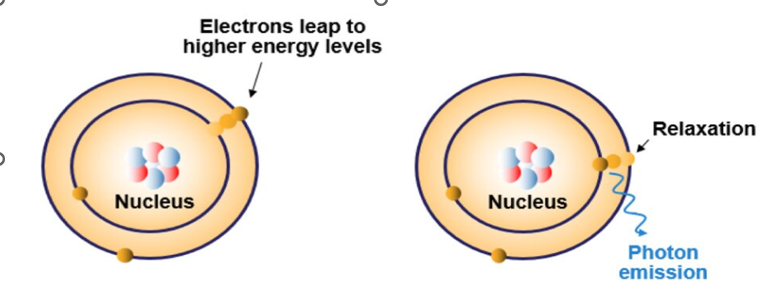 Electrons leap to
higher energy levels
Nucleus
Relaxation
Nucleus
Photon
emission